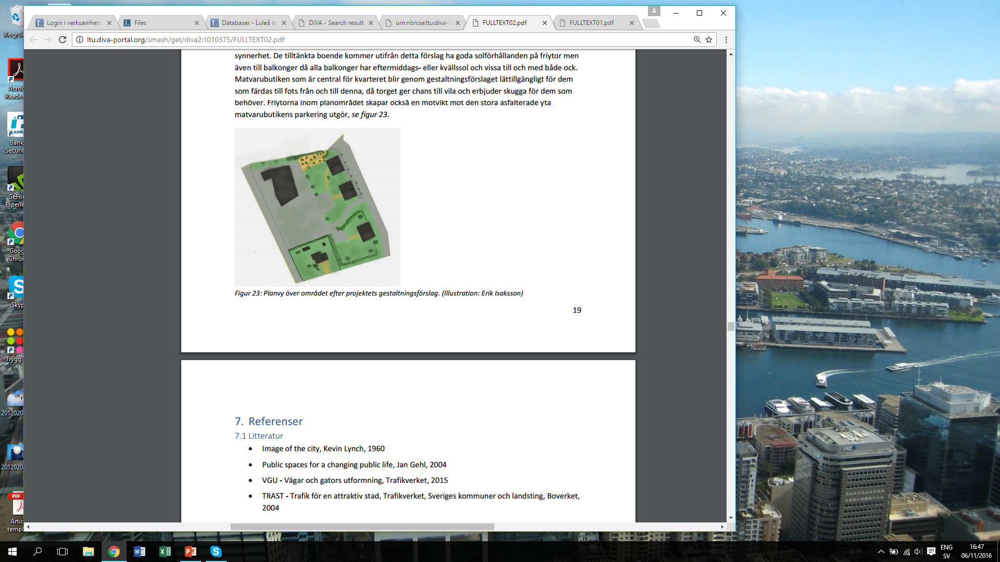 Login i verksamhets
Files
Databaser - Luleå te
DiVA - Search result
urn:nbn:se:ltu:diva-3
FULLTEXT02.pdf
FULLTEXT01.pdf
ltu.diva-portal.org/smash/get/diva2:1010375/FULLTEXT02.pdf
Recycle
Acrob
Reader
Bank
Securit
GeFor
Experie
Goog
Chron
Skyp
Trygg
2012020
2012020
PDF
Artic
templ
synnerhet. De tilltänkta boende kommer utifrån detta förslag ha goda solförhållanden på friytor men
även till balkonger då alla balkonger har eftermiddags- eller kvällssol och vissa till och med både ock.
Matvarubutiken som är central för kvarteret blir genom gestaltningsförslaget lättillgängligt för dem
som färdas till fots från och till denna, då torget ger chans till vila och erbjuder skugga för dem som
behöver. Friytorna inom planområdet skapar också en motvikt mot den stora asfalterade yta
matvarubutikens parkering utgör, se figur 23.
Figur 23: Planvy över området efter projektets gestaltningsförslag. (Illustration: Erik Isaksson)
19
7. Referenser
7.1 Litteratur
• Image of the city, Kevin Lynch, 1960
• Public spaces for a changing public life, Jan Gehl, 2004
• VGU - Vägar och gators utformning, Trafikverket, 2015
• TRAST - Trafik för en attraktiv stad, Trafikverket, Sveriges kommuner och landsting, Boverket,
2004
ANZ
ENG
SV
16:47
06/11/2016